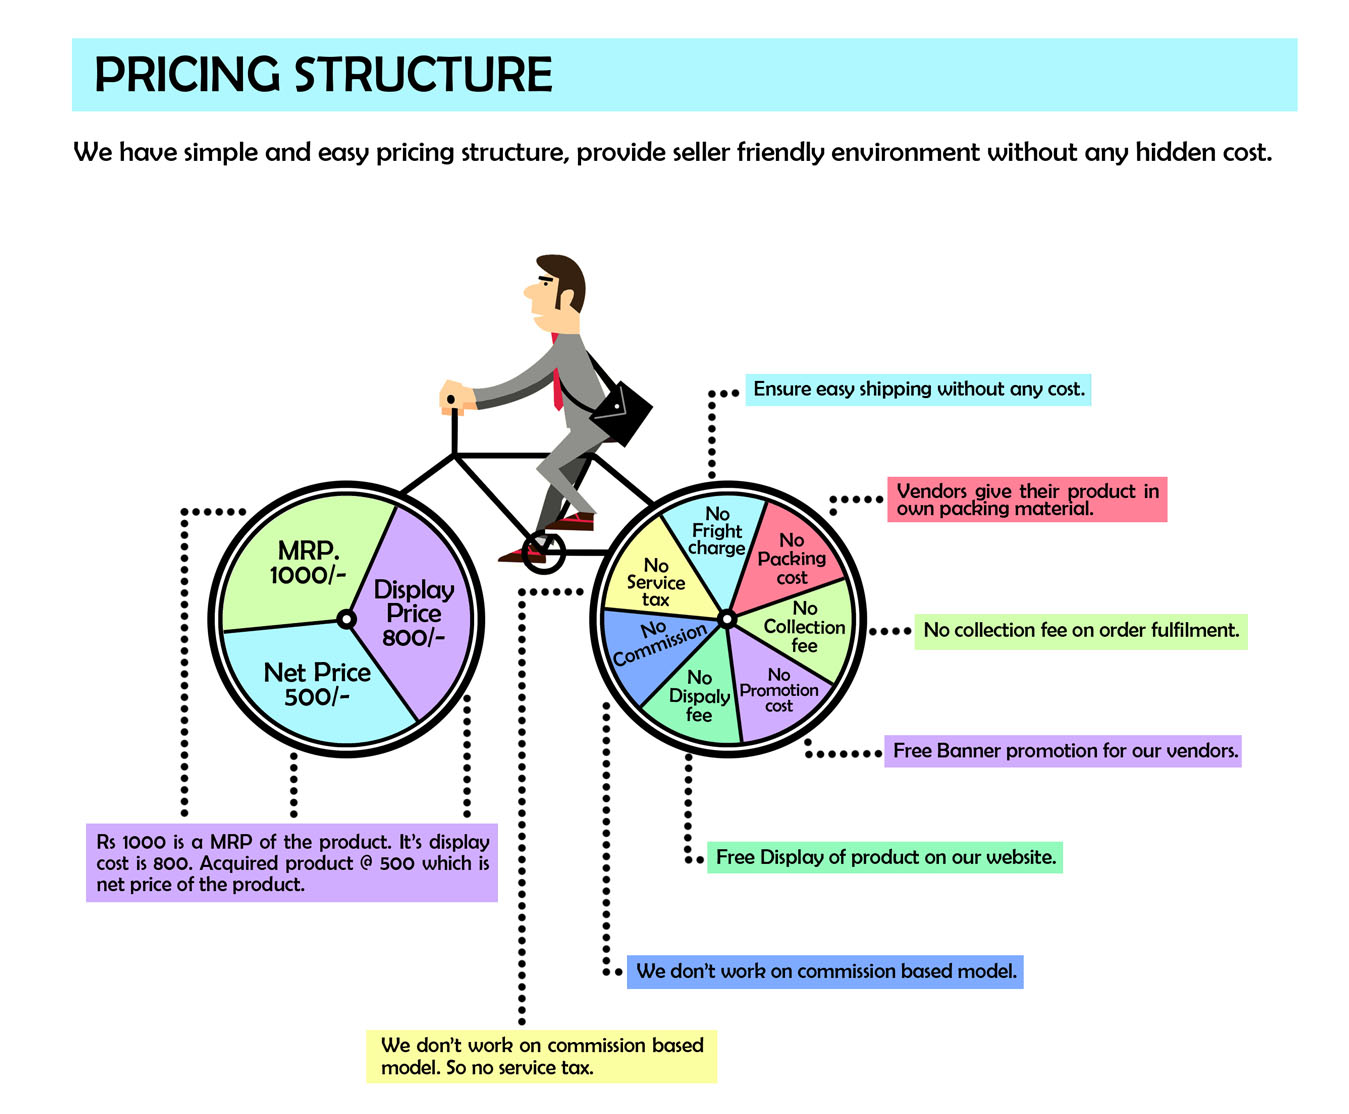 PRICING STRUCTURE
We have simple and easy pricing structure, provide seller friendly environment without any hidden cost.
Ensure easy shipping without any cost.
Vendors give their product in
own packing material.
No
Fright
charge
No
Packing
cost
No
Service
tax
No
Collection
fee
No
Commission
No
Dispaly
fee
No
Promotion
cost
MRP.
1000/-
Display
Price
800/-
Net Price
500/-
No collection fee on order fulfilment.
Free Banner promotion for our vendors.
Rs 1000 is a MRP of the product. It's display
cost is 800. Acquired product @ 500 which is
net price of the product.
Free Display of product on our website.
We don't work on commission based model.
We don't work on commission based
model. So no service tax.